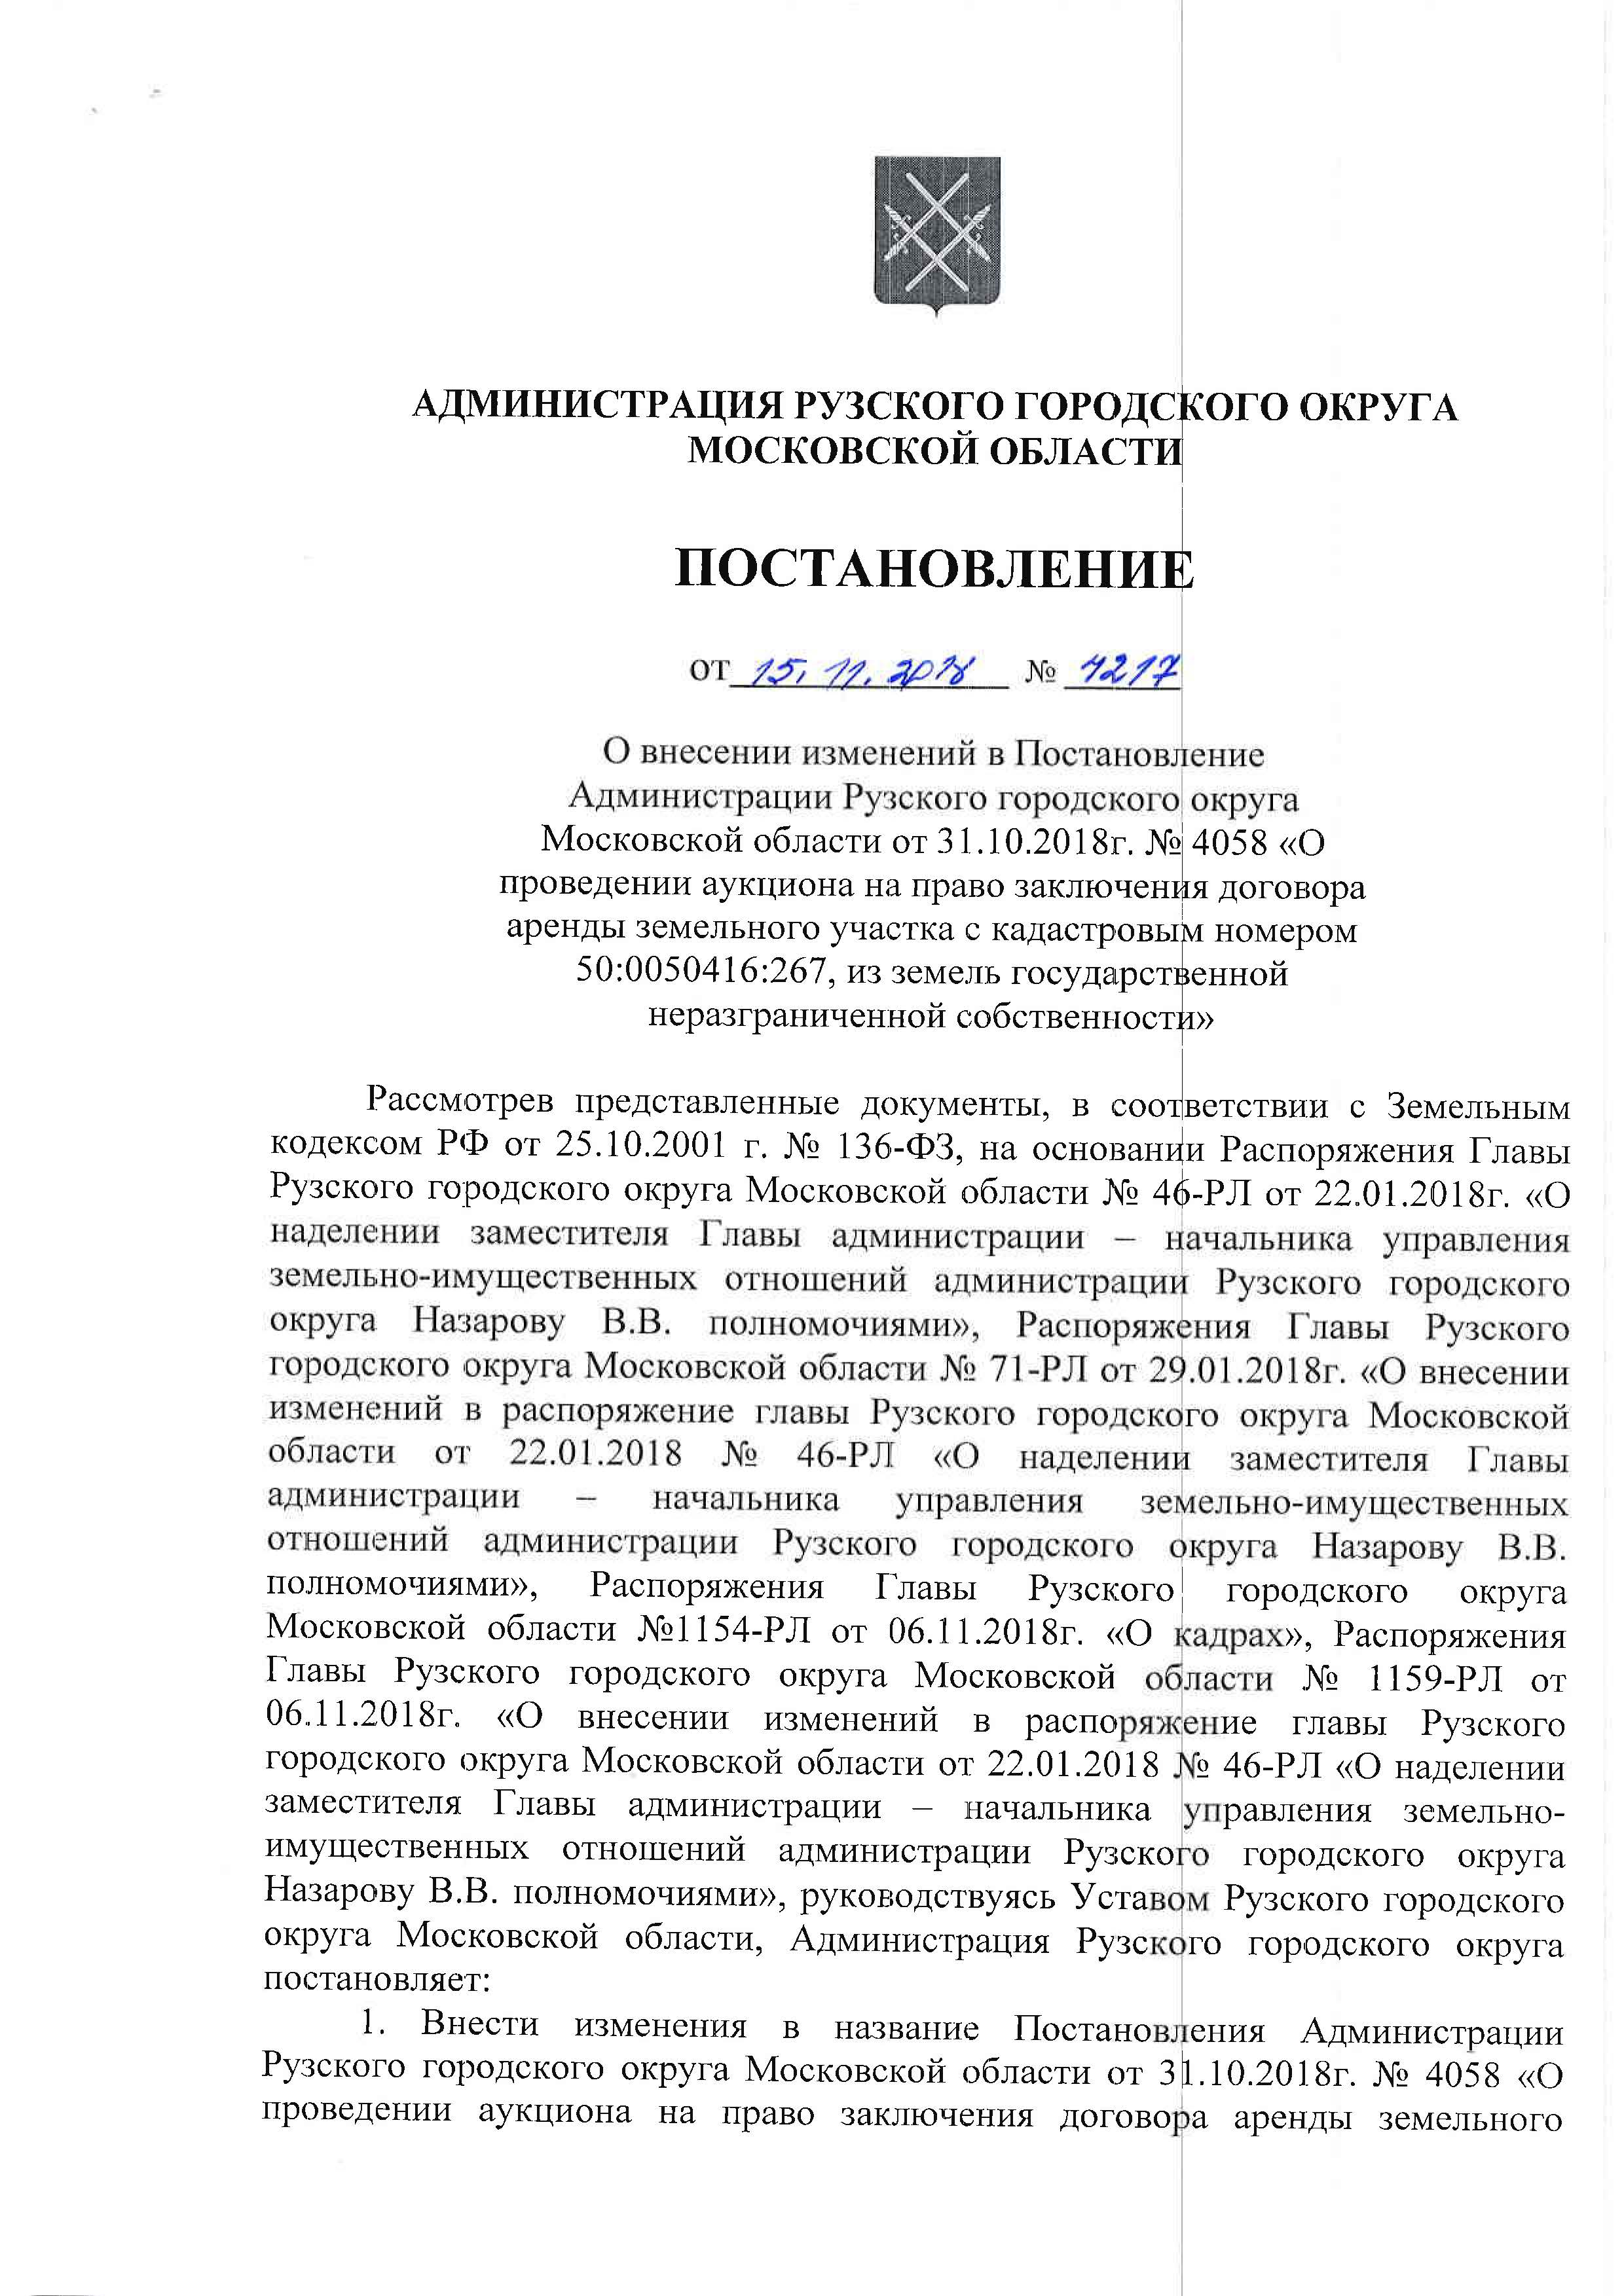 АДМИНИСТРАЦИЯ РУЗСКОГО ГОРОДСКОГО ОКРУГА
МОСКОВСКОЙ ОБЛАСТИ
ПОСТАНОВЛЕНИЕ
от 15.11.2018 № 4217
О внесении изменений в Постановление
Администрации Рузского городского округа
Московской области от 31.10.2018г. № 4058 «О
проведении аукциона на право заключения договора
аренды земельного участка с кадастровым номером
50:0050416:267, из земель государственной
неразграниченной собственности»
Рассмотрев представленные документы, в соответствии с Земельным
кодексом РФ от 25.10.2001 г. № 136-ФЗ, на основании Распоряжения Главы
Рузского городского округа Московской области № 46-РЛ от 22.01.2018г. «О
наделении заместителя Главы администрации – начальника управления
земельно-имущественных отношений администрации Рузского городского
округа Назарову В.В. полномочиями», Распоряжения Главы Рузского
городского округа Московской области № 71-РЛ от 29.01.2018г. «О внесении
изменений в распоряжение главы Рузского городского округа Московской
области от 22.01.2018 № 46-РЛ «О наделении заместителя Главы
администрации – начальника управления земельно-имущественных
отношений администрации Рузского городского округа Назарову В.В.
полномочиями», Распоряжения Главы Рузского городского округа
Московской области №1154-РЛ от 06.11.2018г. «О кадрах», Распоряжения
Главы Рузского городского округа Московской области № 1159-РЛ от
06.11.2018г. «О внесении изменений в распоряжение главы Рузского
городского округа Московской области от 22.01.2018 № 46-РЛ «О наделении
заместителя Главы администрации – начальника управления земельно-
имущественных отношений администрации Рузского городского округа
Назарову В.В. полномочиями», руководствуясь Уставом Рузского городского
округа Московской области, Администрация Рузского городского округа
постановляет:
1. Внести изменения в название Постановления Администрации
Рузского городского округа Московской области от 31.10.2018г. № 4058 «О
проведении аукциона на право заключения договора аренды земельного